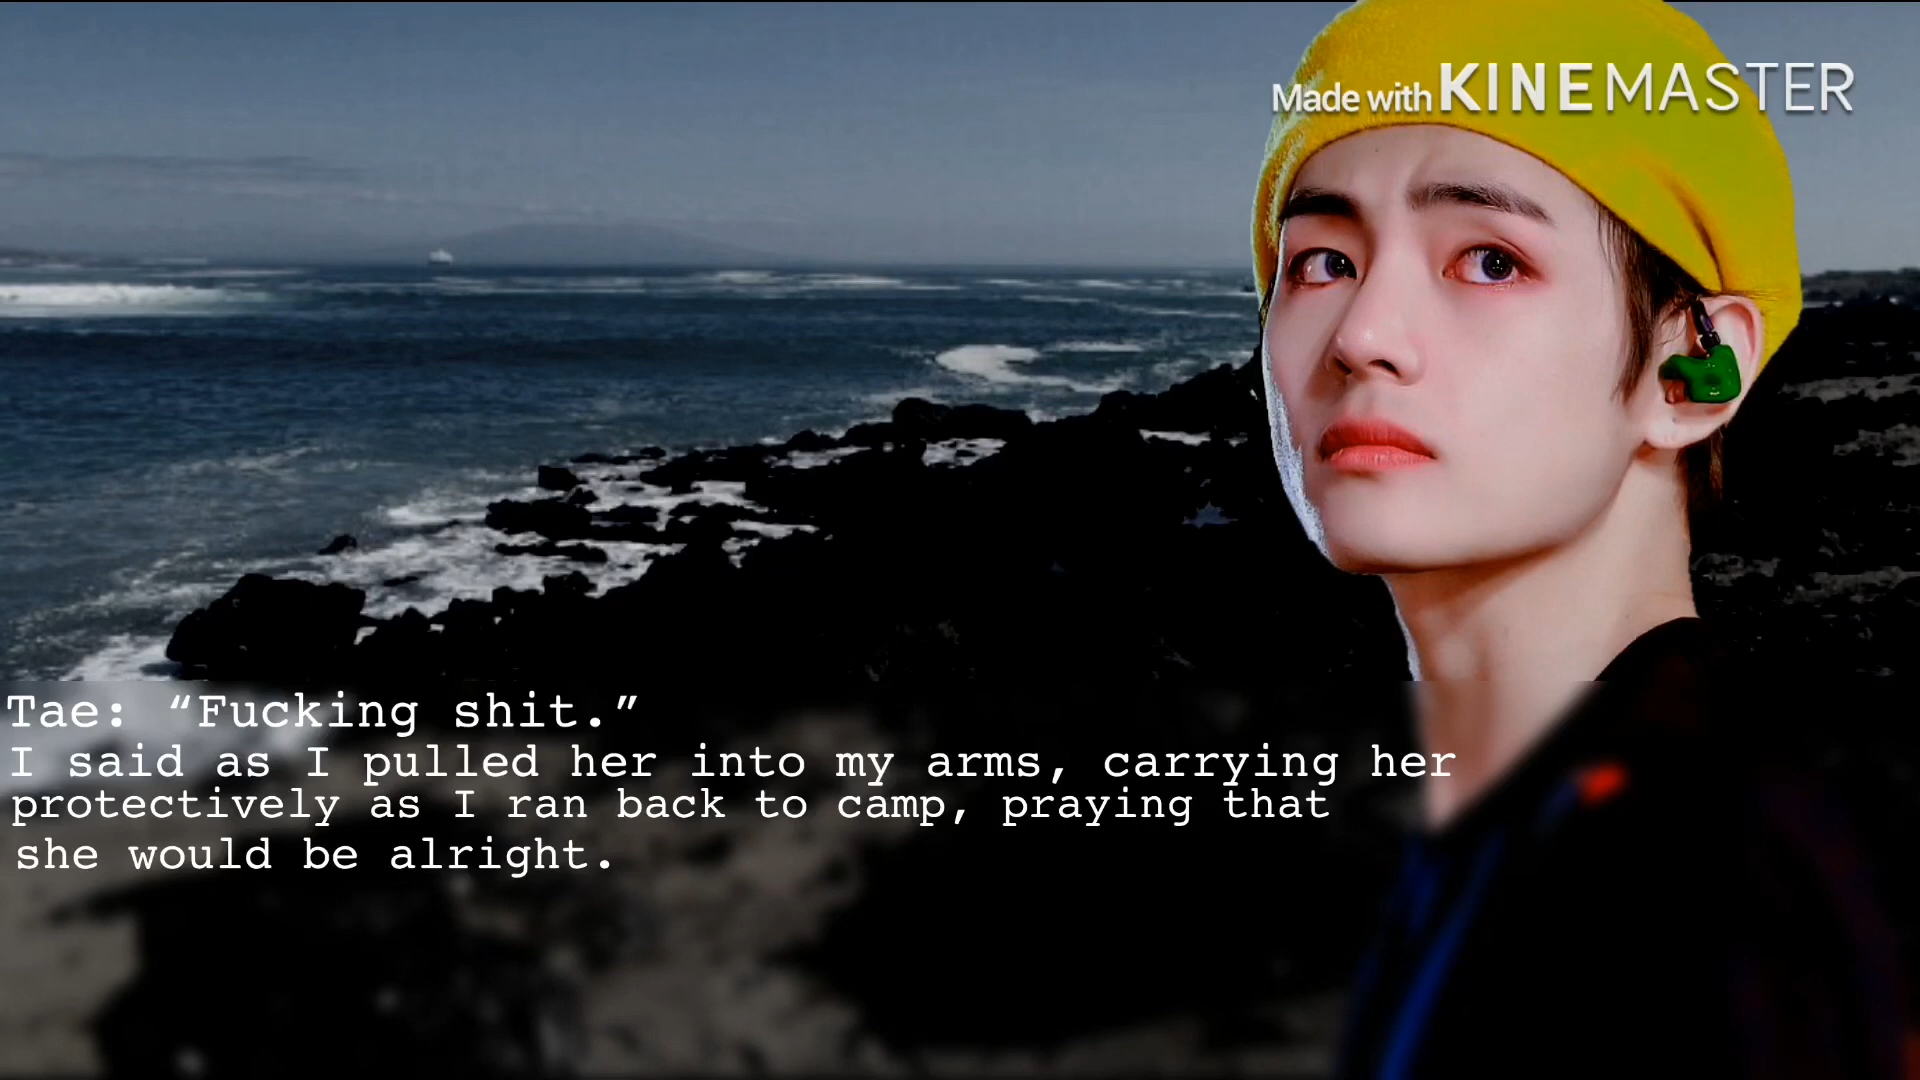 Made with KINEMASTER
Tae: “Fucking shit.”
I said as I pulled her into my arms, carrying her
protectively as I ran back to camp, praying that
she would be alright.